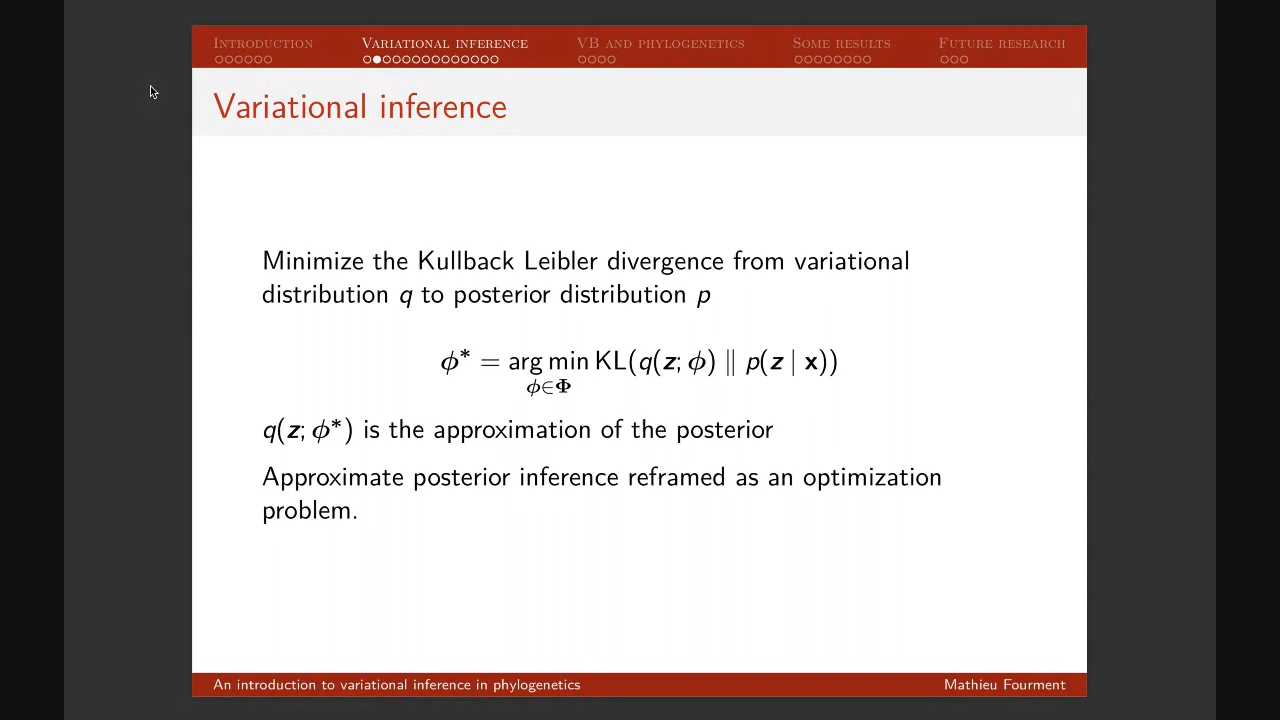 INTRODUCTION VARIATIONAL INFERENCE VB AND PHYLOGENETICS SOME RESULTS FUTURE RESEARCH
Variational inference
Minimize the Kullback Leibler divergence from variational
distribution q to posterior distribution p
ϕ* = arg min KL(q(z; ϕ) ∥ p(z | x))
ϕ∈Φ
q(z; ϕ*) is the approximation of the posterior
Approximate posterior inference reframed as an optimization
problem.
An introduction to variational inference in phylogenetics Mathieu Fourment